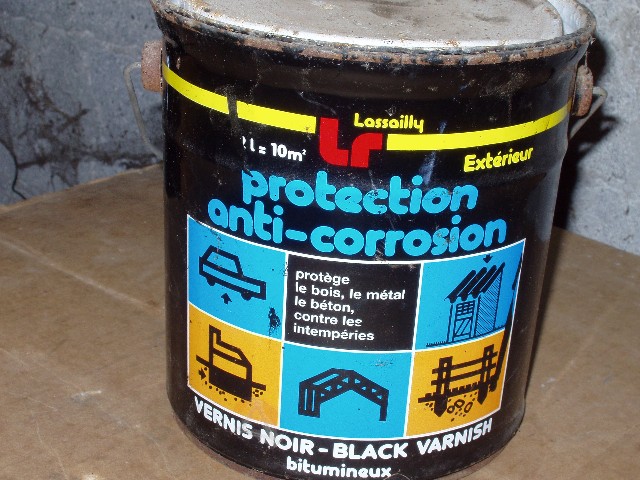 Lassailly
Lr
1 l = 10m²
Extérieur
protection
anti-corrosion
protège
le bois, le métal
le béton,
contre les
intempéries
VERNIS NOIR - BLACK VARNISH
bitumineux